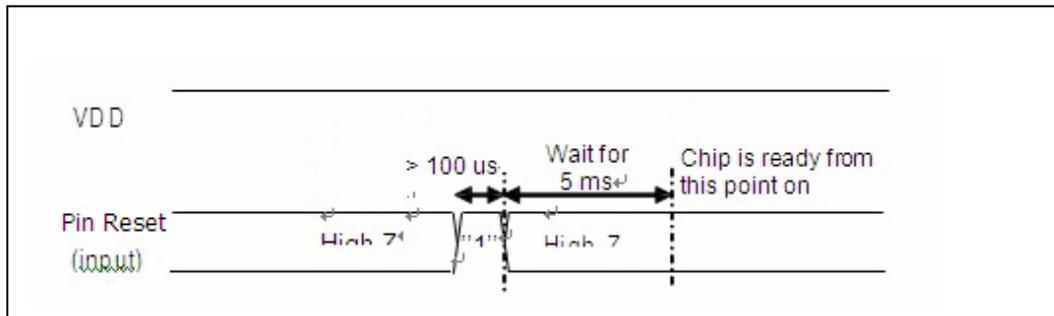 VDD
> 100 us
Wait for
5 ms
Chip is ready from
this point on
Pin Reset
(input)
High Z
"1"
High Z